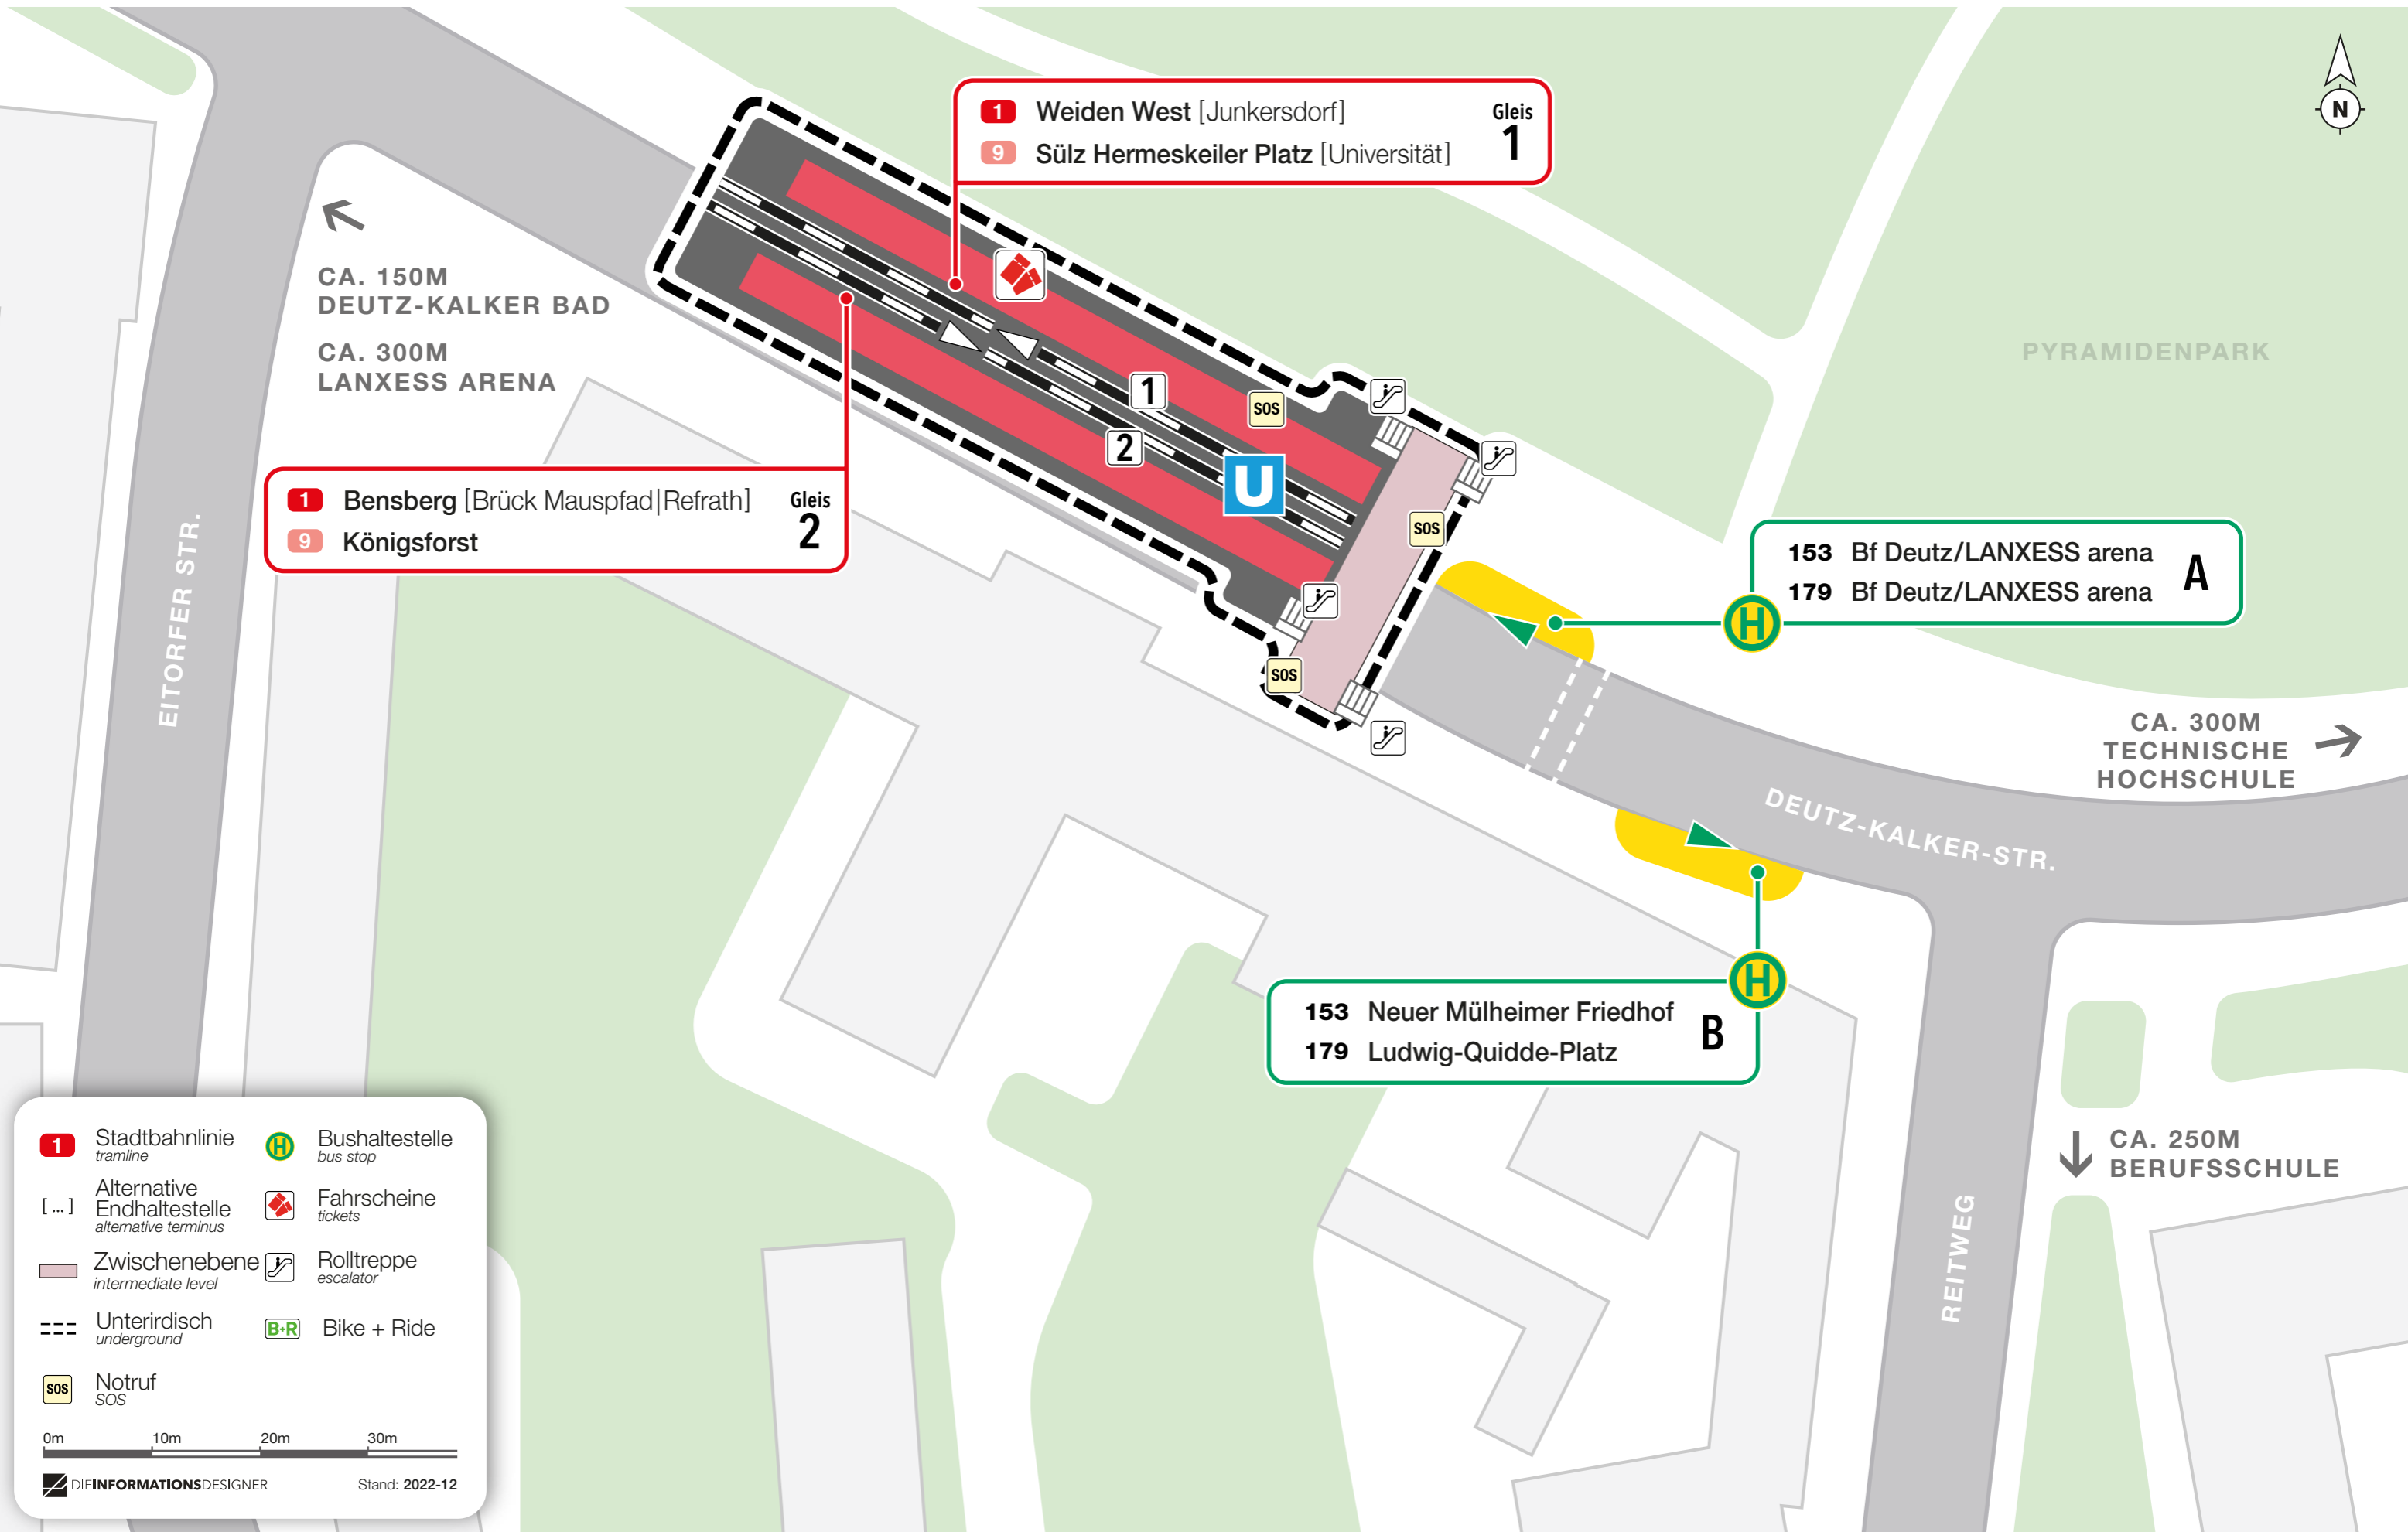 N
1 Weiden West [Junkersdorf]
9 Sülz Hermeskeiler Platz [Universität]
Gleis
1
CA. 150M
DEUTZ-KALKER BAD
CA. 300M
LANXESS ARENA
PYRAMIDENPARK
1
2
SOS
U
SOS
SOS
1 Bensberg [Brück Mauspfad|Refrath]
9 Königsforst
Gleis
2
EITORFER STR.
153 Bf Deutz/LANXESS arena
179 Bf Deutz/LANXESS arena
A
H
CA. 300M
TECHNISCHE
HOCHSCHULE
DEUTZ-KALKER-STR.
H
153 Neuer Mülheimer Friedhof
179 Ludwig-Quidde-Platz
B
CA. 250M
BERUFSSCHULE
REITWEG
1 Stadtbahnlinie
tramline
[...] Alternative
Endhaltestelle
alternative terminus
Zwischenebene
intermediate level
Unterirdisch
underground
SOS Notruf
SOS
H Bushaltestelle
bus stop
Fahrscheine
tickets
Rolltreppe
escalator
B+R Bike + Ride
0m 10m 20m 30m
DIEINFORMATIONSDESIGNER
Stand: 2022-12